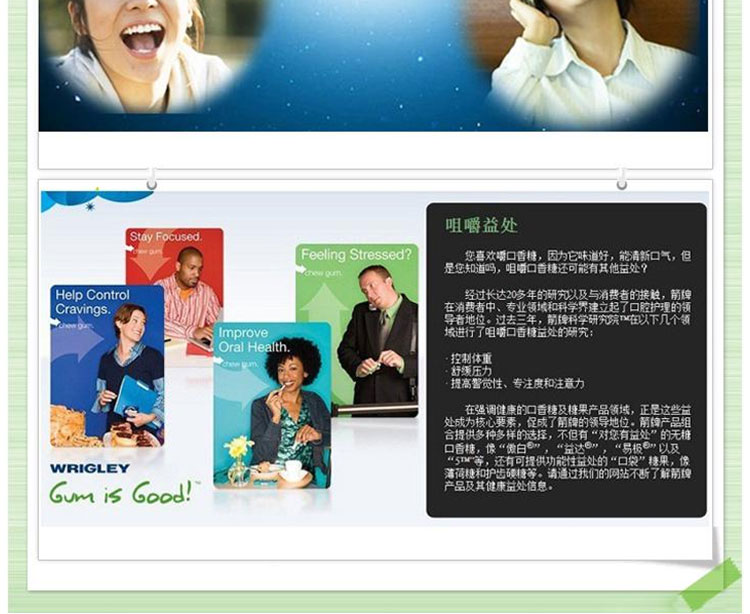 Stay Focused.
chew gum.
Feeling Stressed?
chew gum.
Help Control
Cravings.
chew gum.
Improve
Oral Health.
chew gum.
WRIGLEY
Gum is Good!™
咀嚼益处
您喜欢嚼口香糖，因为它味道好，能清新口气，但
是您知道吗，咀嚼口香糖还可能有其他益处？
经过长达20多年的研究以及与消费者的接触，箭牌
在消费者中、专业领域和科学界建立起了口腔护理的领
导者地位。过去三年，箭牌科学研究院™在以下几个领
域进行了咀嚼口香糖益处的研究：
· 控制体重
· 舒缓压力
· 提高警觉性、专注度和注意力
在强调健康的口香糖及糖果产品领域，正是这些益
处成为核心要素，促成了箭牌的领导地位。箭牌产品组
合提供多种多样的选择，不但有“对您有益处”的无糖
口香糖，像“傲白®”，“益达®”，“易极®”以及
“5™”等，还有可提供功能性益处的“口袋”糖果，像
薄荷糖和护齿硬糖等。请通过我们的网站不断了解箭牌
产品及其健康益处信息。